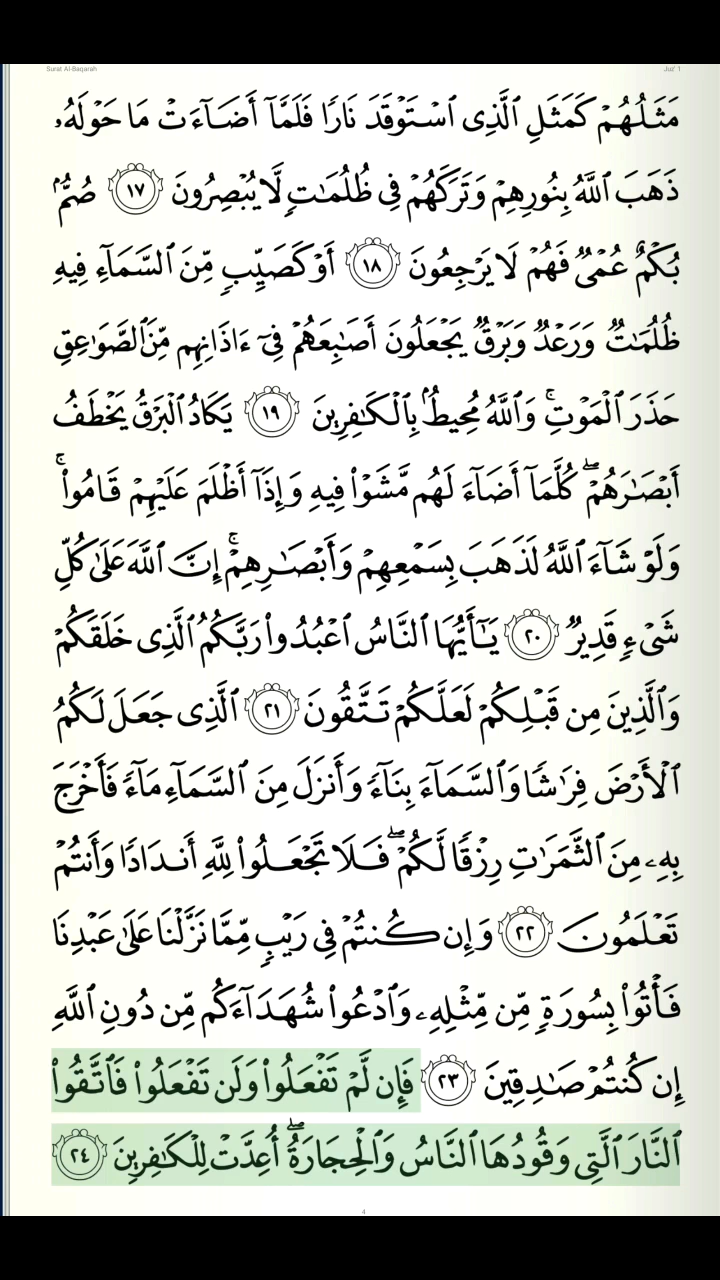 Surat Al-Baqarah
Juz' 1
مَثَلُهُمْ كَمَثَلِ ٱلَّذِى ٱسْتَوْقَدَ نَارًا فَلَمَّآ أَضَآءَتْ مَا حَوْلَهُۥ
ذَهَبَ ٱللَّهُ بِنُورِهِمْ وَتَرَكَهُمْ فِى ظُلُمَٰتٍ لَّا يُبْصِرُونَ ١٧ صُمٌّۢ
بُكْمٌ عُمْىٌ فَهُمْ لَا يَرْجِعُونَ ١٨ أَوْ كَصَيِّبٍ مِّنَ ٱلسَّمَآءِ فِيهِ
ظُلُمَٰتٌ وَرَعْدٌ وَبَرْقٌ يَجْعَلُونَ أَصَٰبِعَهُمْ فِىٓ ءَاذَانِهِم مِّنَ ٱلصَّوَٰعِقِ
حَذَرَ ٱلْمَوْتِ ۚ وَٱللَّهُ مُحِيطٌۢ بِٱلْكَٰفِرِينَ ١٩ يَكَادُ ٱلْبَرْقُ يَخْطَفُ
أَبْصَٰرَهُمْ ۖ كُلَّمَآ أَضَآءَ لَهُم مَّشَوْا۟ فِيهِ وَإِذَآ أَظْلَمَ عَلَيْهِمْ قَامُوا۟ ۚ
وَلَوْ شَآءَ ٱللَّهُ لَذَهَبَ بِسَمْعِهِمْ وَأَبْصَٰرِهِمْ ۚ إِنَّ ٱللَّهَ عَلَىٰ كُلِّ
شَىْءٍ قَدِيرٌ ٢٠ يَٰٓأَيُّهَا ٱلنَّاسُ ٱعْبُدُوا۟ رَبَّكُمُ ٱلَّذِى خَلَقَكُمْ
وَٱلَّذِينَ مِن قَبْلِكُمْ لَعَلَّكُمْ تَتَّقُونَ ٢١ ٱلَّذِى جَعَلَ لَكُمُ
ٱلْأَرْضَ فِرَٰشًا وَٱلسَّمَآءَ بِنَآءً وَأَنزَلَ مِنَ ٱلسَّمَآءِ مَآءً فَأَخْرَجَ
بِهِۦ مِنَ ٱلثَّمَرَٰتِ رِزْقًا لَّكُمْ ۖ فَلَا تَجْعَلُوا۟ لِلَّهِ أَندَادًا وَأَنتُمْ
تَعْلَمُونَ ٢٢ وَإِن كُنتُمْ فِى رَيْبٍ مِّمَّا نَزَّلْنَا عَلَىٰ عَبْدِنَا
فَأْتُوا۟ بِسُورَةٍ مِّن مِّثْلِهِۦ وَٱدْعُوا۟ شُهَدَآءَكُم مِّن دُونِ ٱللَّهِ
إِن كُنتُمْ صَٰدِقِينَ ٢٣ فَإِن لَّمْ تَفْعَلُوا۟ وَلَن تَفْعَلُوا۟ فَٱتَّقُوا۟
ٱلنَّارَ ٱلَّتِى وَقُودُهَا ٱلنَّاسُ وَٱلْحِجَارَةُ ۖ أُعِدَّتْ لِلْكَٰفِرِينَ ٢٤
4